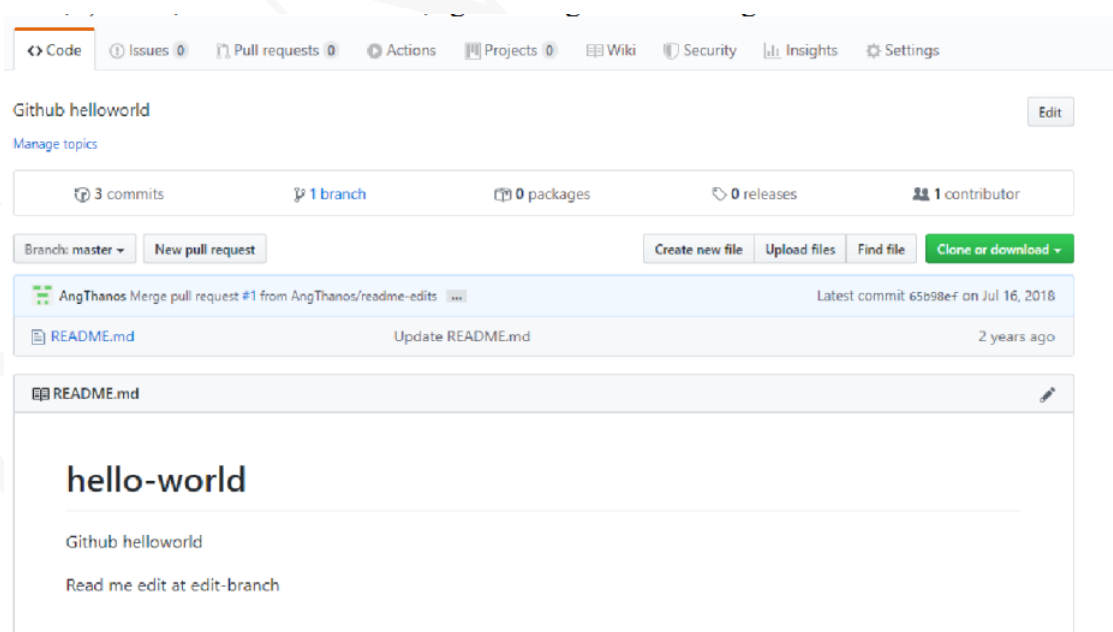 Code Issues 0 Pull requests 0 Actions Projects 0 Wiki Security Insights Settings
Github helloworld Edit
Manage topics
3 commits 1 branch 0 packages 0 releases 1 contributor
Branch: master New pull request Create new file Upload files Find file Clone or download
AngThanos Merge pull request #1 from AngThanos/readme-edits ... Latest commit 65b98ef on Jul 16, 2018
README.md Update README.md 2 years ago
README.md
hello-world
Github helloworld
Read me edit at edit-branch